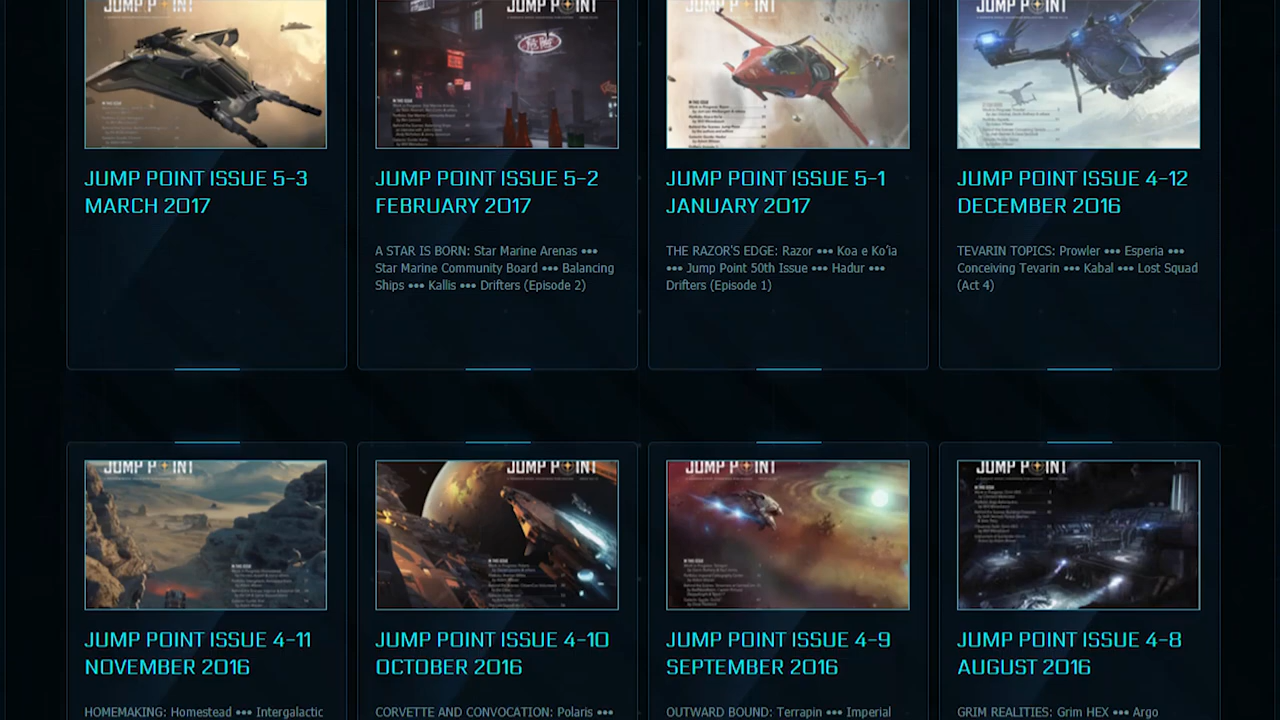 JUMP POINT
JUMP POINT
JUMP POINT
JUMP POINT
JUMP POINT ISSUE 5-3
MARCH 2017
JUMP POINT ISSUE 5-2
FEBRUARY 2017
A STAR IS BORN: Star Marine Arenas •••
Star Marine Community Board ••• Balancing
Ships ••• Kallis ••• Drifters (Episode 2)
JUMP POINT ISSUE 5-1
JANUARY 2017
THE RAZOR'S EDGE: Razor ••• Koa e Ko'ia
••• Jump Point 50th Issue ••• Hadur •••
Drifters (Episode 1)
JUMP POINT ISSUE 4-12
DECEMBER 2016
TEVARIN TOPICS: Prowler ••• Esperia •••
Conceiving Tevarin ••• Kabal ••• Lost Squad
(Act 4)
JUMP POINT
JUMP POINT
JUMP POINT
JUMP POINT
JUMP POINT ISSUE 4-11
NOVEMBER 2016
HOMEMAKING: Homestead ••• Intergalactic
JUMP POINT ISSUE 4-10
OCTOBER 2016
CORVETTE AND CONVOCATION: Polaris •••
JUMP POINT ISSUE 4-9
SEPTEMBER 2016
OUTWARD BOUND: Terrapin ••• Imperial
JUMP POINT ISSUE 4-8
AUGUST 2016
GRIM REALITIES: Grim HEX ••• Argo